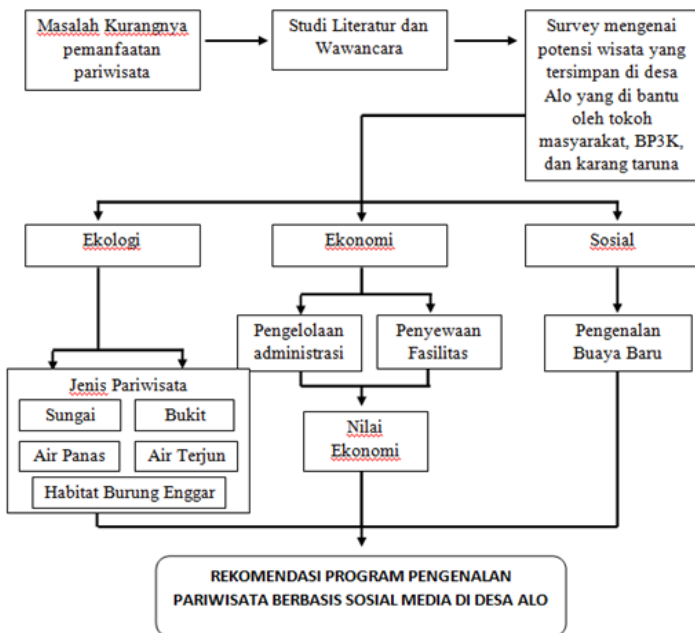 Masalah Kurangnya
pemanfaatan
pariwisata
Studi Literatur dan
Wawancara
Survey mengenai
potensi wisata yang
tersimpan di desa
Alo yang di bantu
oleh tokoh
masyarakat, BP3K,
dan karang taruna
Ekologi
Ekonomi
Sosial
Pengelolaan
administrasi
Penyewaan
Fasilitas
Pengenalan
Buaya Baru
Jenis Pariwisata
Sungai
Bukit
Air Panas
Air Terjun
Habitat Burung Enggar
Nilai
Ekonomi
REKOMENDASI PROGRAM PENGENALAN
PARIWISATA BERBASIS SOSIAL MEDIA DI DESA ALO